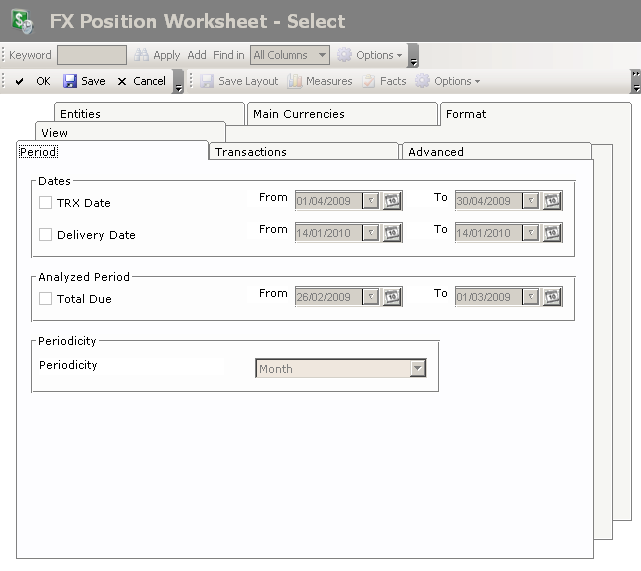 FX Position Worksheet - Select
Keyword Apply Add Find in All Columns Options
OK Save Cancel Save Layout Measures Facts Options
Entities Main Currencies Format
View
Period Transactions Advanced
Dates
TRX Date From 01/04/2009 To 30/04/2009
Delivery Date From 14/01/2010 To 14/01/2010
Analyzed Period
Total Due From 26/02/2009 To 01/03/2009
Periodicity
Periodicity Month